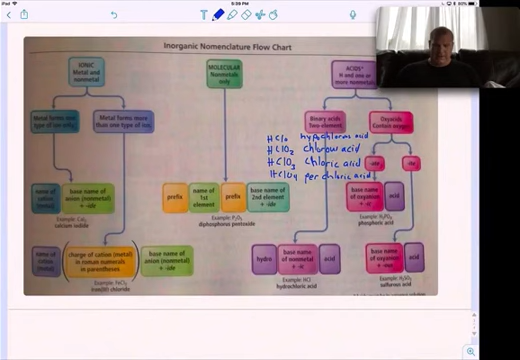 iPad
5:39 PM
80%
T
Inorganic Nomenclature Flow Chart
IONIC
Metal and
nonmetal
MOLECULAR
Nonmetals
only
ACIDS*
H and one or
more nonmetals
Metal forms one
type of ion only.
Metal forms more
than one type of ion.
Binary acids
Two-element
Oxyacids
Contain oxygen
HClO hypochlorous acid
HClO2 chlorous acid
HClO3 chloric acid
HClO4 perchloric acid
-ate
-ite
name of
cation
(metal)
base name of
anion (nonmetal)
+ -ide
Example: CaI2
calcium iodide
prefix
name of
1st
element
prefix
base name of
2nd element
+ -ide
Example: P2O5
diphosphorus pentoxide
base name
of oxyanion
+ -ic
acid
Example: H3PO4
phosphoric acid
name of
cation
(metal)
charge of cation (metal)
in roman numerals
in parentheses
base name of
anion (nonmetal)
+ -ide
Example: FeCl3
iron(III) chloride
hydro
base name
of nonmetal
+ -ic
acid
Example: HCl
hydrochloric acid
base name
of oxyanion
+ -ous
acid
Example: H2SO3
sulfurous acid